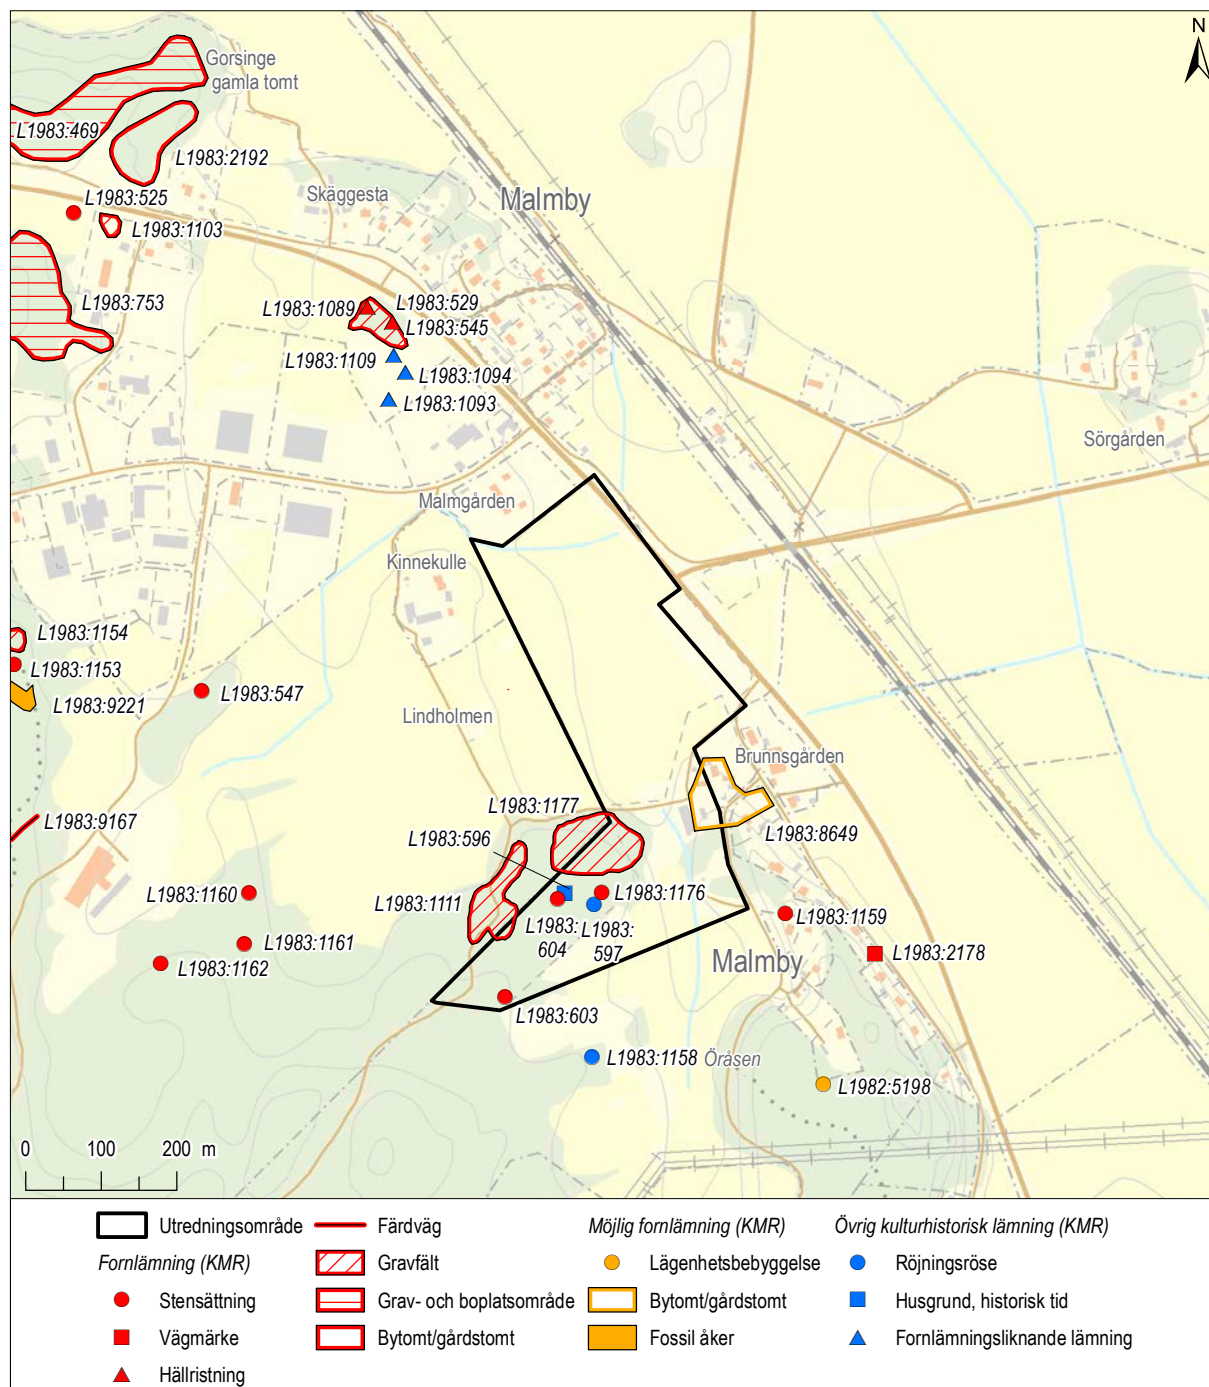 N
Gorsinge
gamla tomt
L1983:469
L1983:2192
L1983:525
L1983:1103
Skäggesta
Malmby
L1983:753
L1983:1089
L1983:529
L1983:545
L1983:1109
L1983:1094
L1983:1093
Sörgården
Malmgården
Kinnekulle
L1983:1154
L1983:1153
L1983:9221
L1983:547
Lindholmen
Brunnsgården
L1983:1177
L1983:9167
L1983:596
L1983:8649
L1983:1160
L1983:1111
L1983:1176
L1983:
604
L1983:
597
L1983:1159
L1983:1161
L1983:1162
Malmby
L1983:2178
L1983:603
L1983:1158
Öråsen
L1982:5198
0 100 200 m
Utredningsområde
Färdväg
Möjlig fornlämning (KMR)
Övrig kulturhistorisk lämning (KMR)
Fornlämning (KMR)
Gravfält
Lägenhetsbebyggelse
Röjningsröse
Stensättning
Grav- och boplatsområde
Bytomt/gårdstomt
Husgrund, historisk tid
Vägmärke
Bytomt/gårdstomt
Fossil åker
Fornlämningsliknande lämning
Hällristning